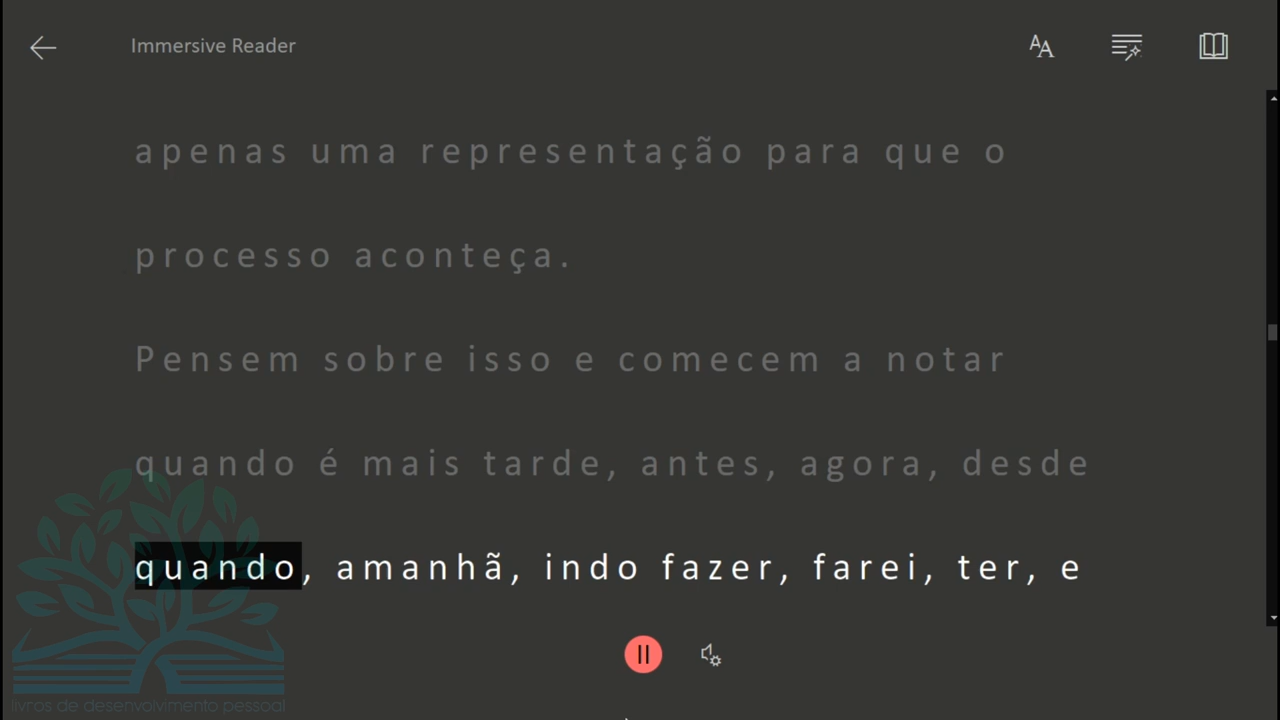 Immersive Reader
apenas uma representação para que o
processo aconteça.
Pensem sobre isso e comecem a notar
quando é mais tarde, antes, agora, desde
quando, amanhã, indo fazer, farei, ter, e
livros de desenvolvimento pessoal